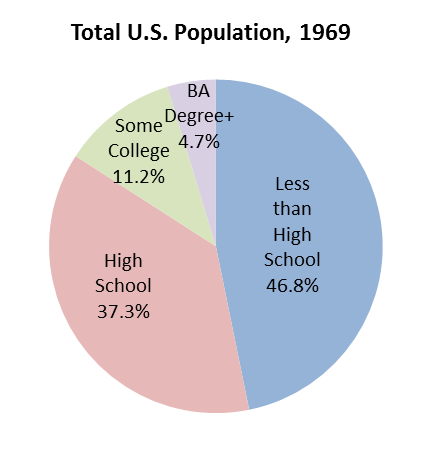 Total U.S. Population, 1969
BA
Degree+
4.7%
Some
College
11.2%
Less
than
High
School
46.8%
High
School
37.3%